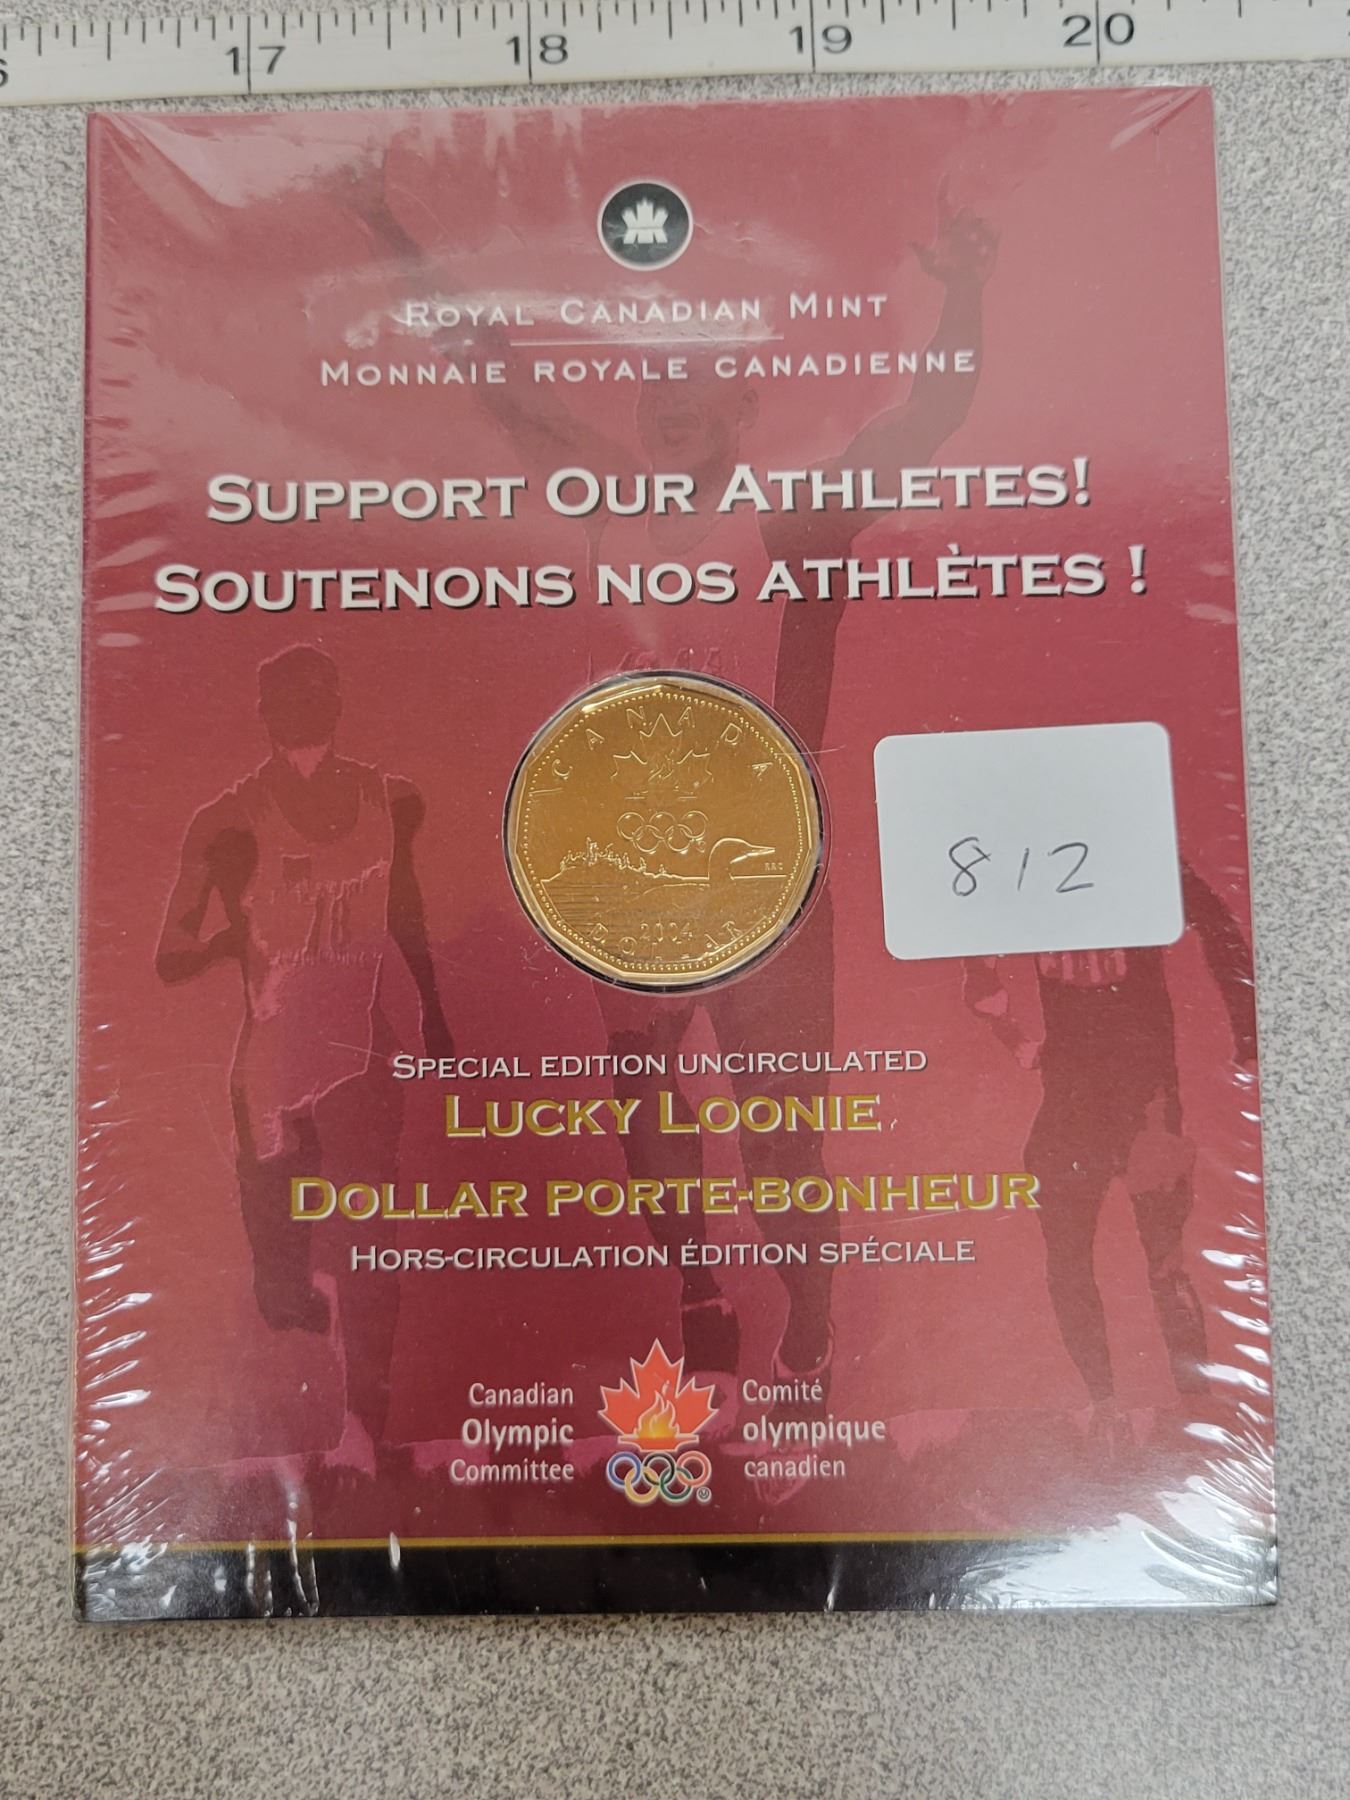 17 18 19 20
ROYAL CANADIAN MINT
MONNAIE ROYALE CANADIENNE
SUPPORT OUR ATHLETES!
SOUTENONS NOS ATHLÈTES !
CANADA
RRC
2004
DOLLAR
812
SPECIAL EDITION UNCIRCULATED
LUCKY LOONIE
DOLLAR PORTE-BONHEUR
HORS-CIRCULATION ÉDITION SPÉCIALE
Canadian
Olympic
Committee
Comité
olympique
canadien